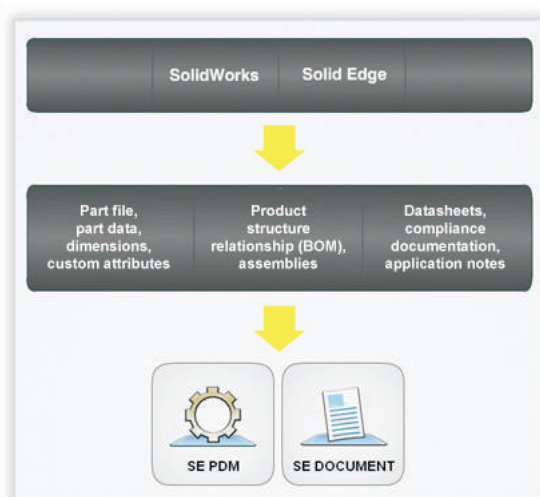 SolidWorks
Solid Edge
Part file,
part data,
dimensions,
custom attributes
Product
structure
relationship (BOM),
assemblies
Datasheets,
compliance
documentation,
application notes
SE PDM
SE DOCUMENT